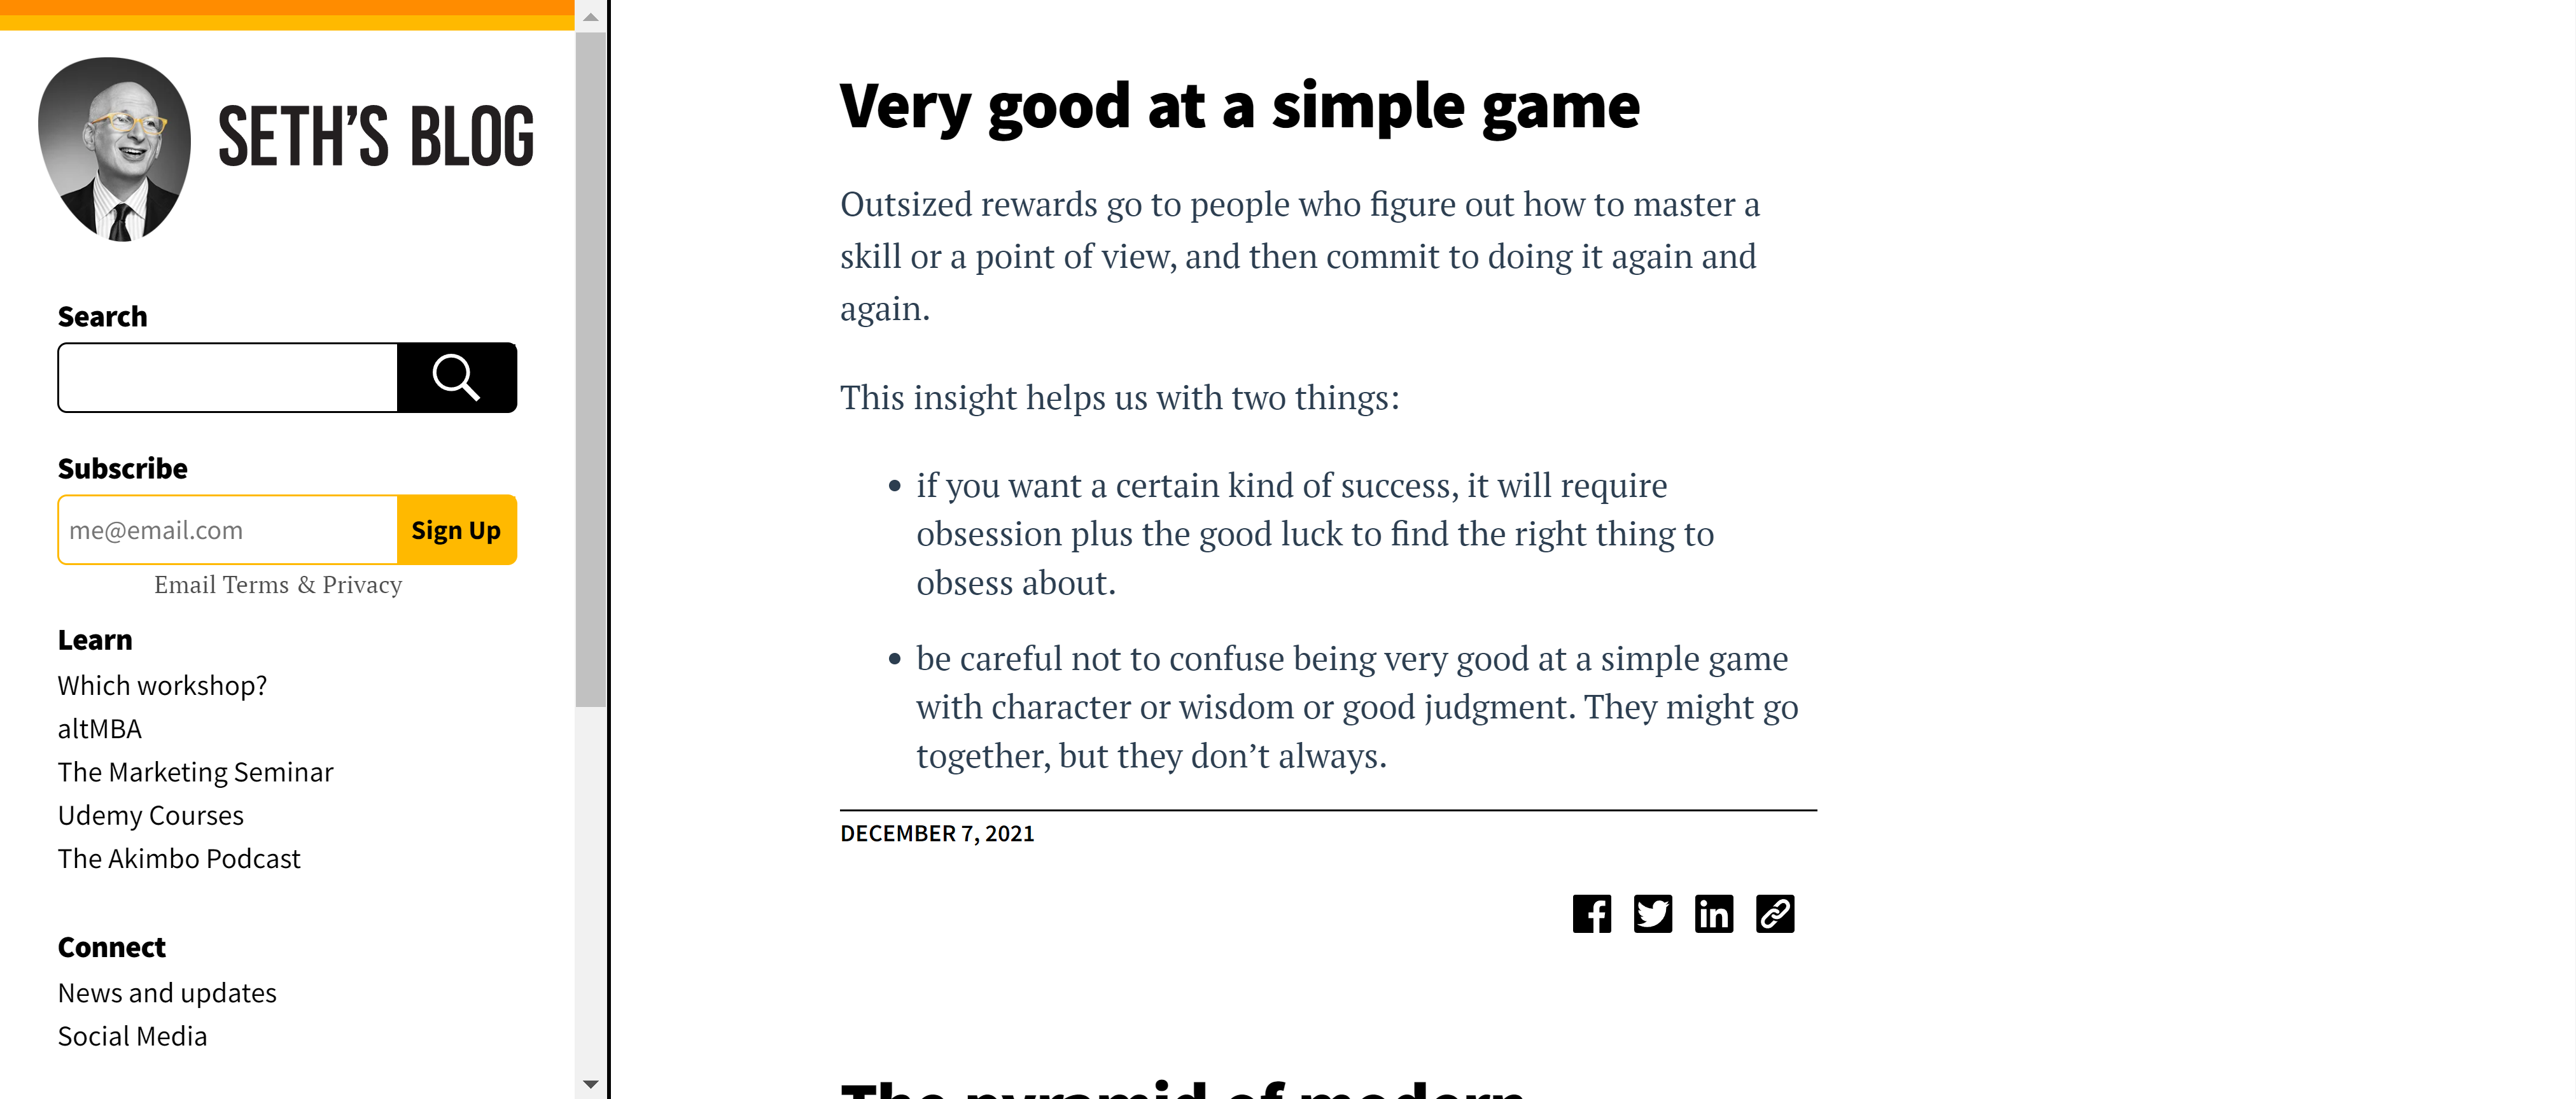 SETH'S BLOG
Search
Subscribe
me@email.com
Sign Up
Email Terms & Privacy
Learn
Which workshop?
altMBA
The Marketing Seminar
Udemy Courses
The Akimbo Podcast
Connect
News and updates
Social Media
Very good at a simple game
Outsized rewards go to people who figure out how to master a
skill or a point of view, and then commit to doing it again and
again.
This insight helps us with two things:
• if you want a certain kind of success, it will require
obsession plus the good luck to find the right thing to
obsess about.
• be careful not to confuse being very good at a simple game
with character or wisdom or good judgment. They might go
together, but they don’t always.
DECEMBER 7, 2021
The pyramid of modern